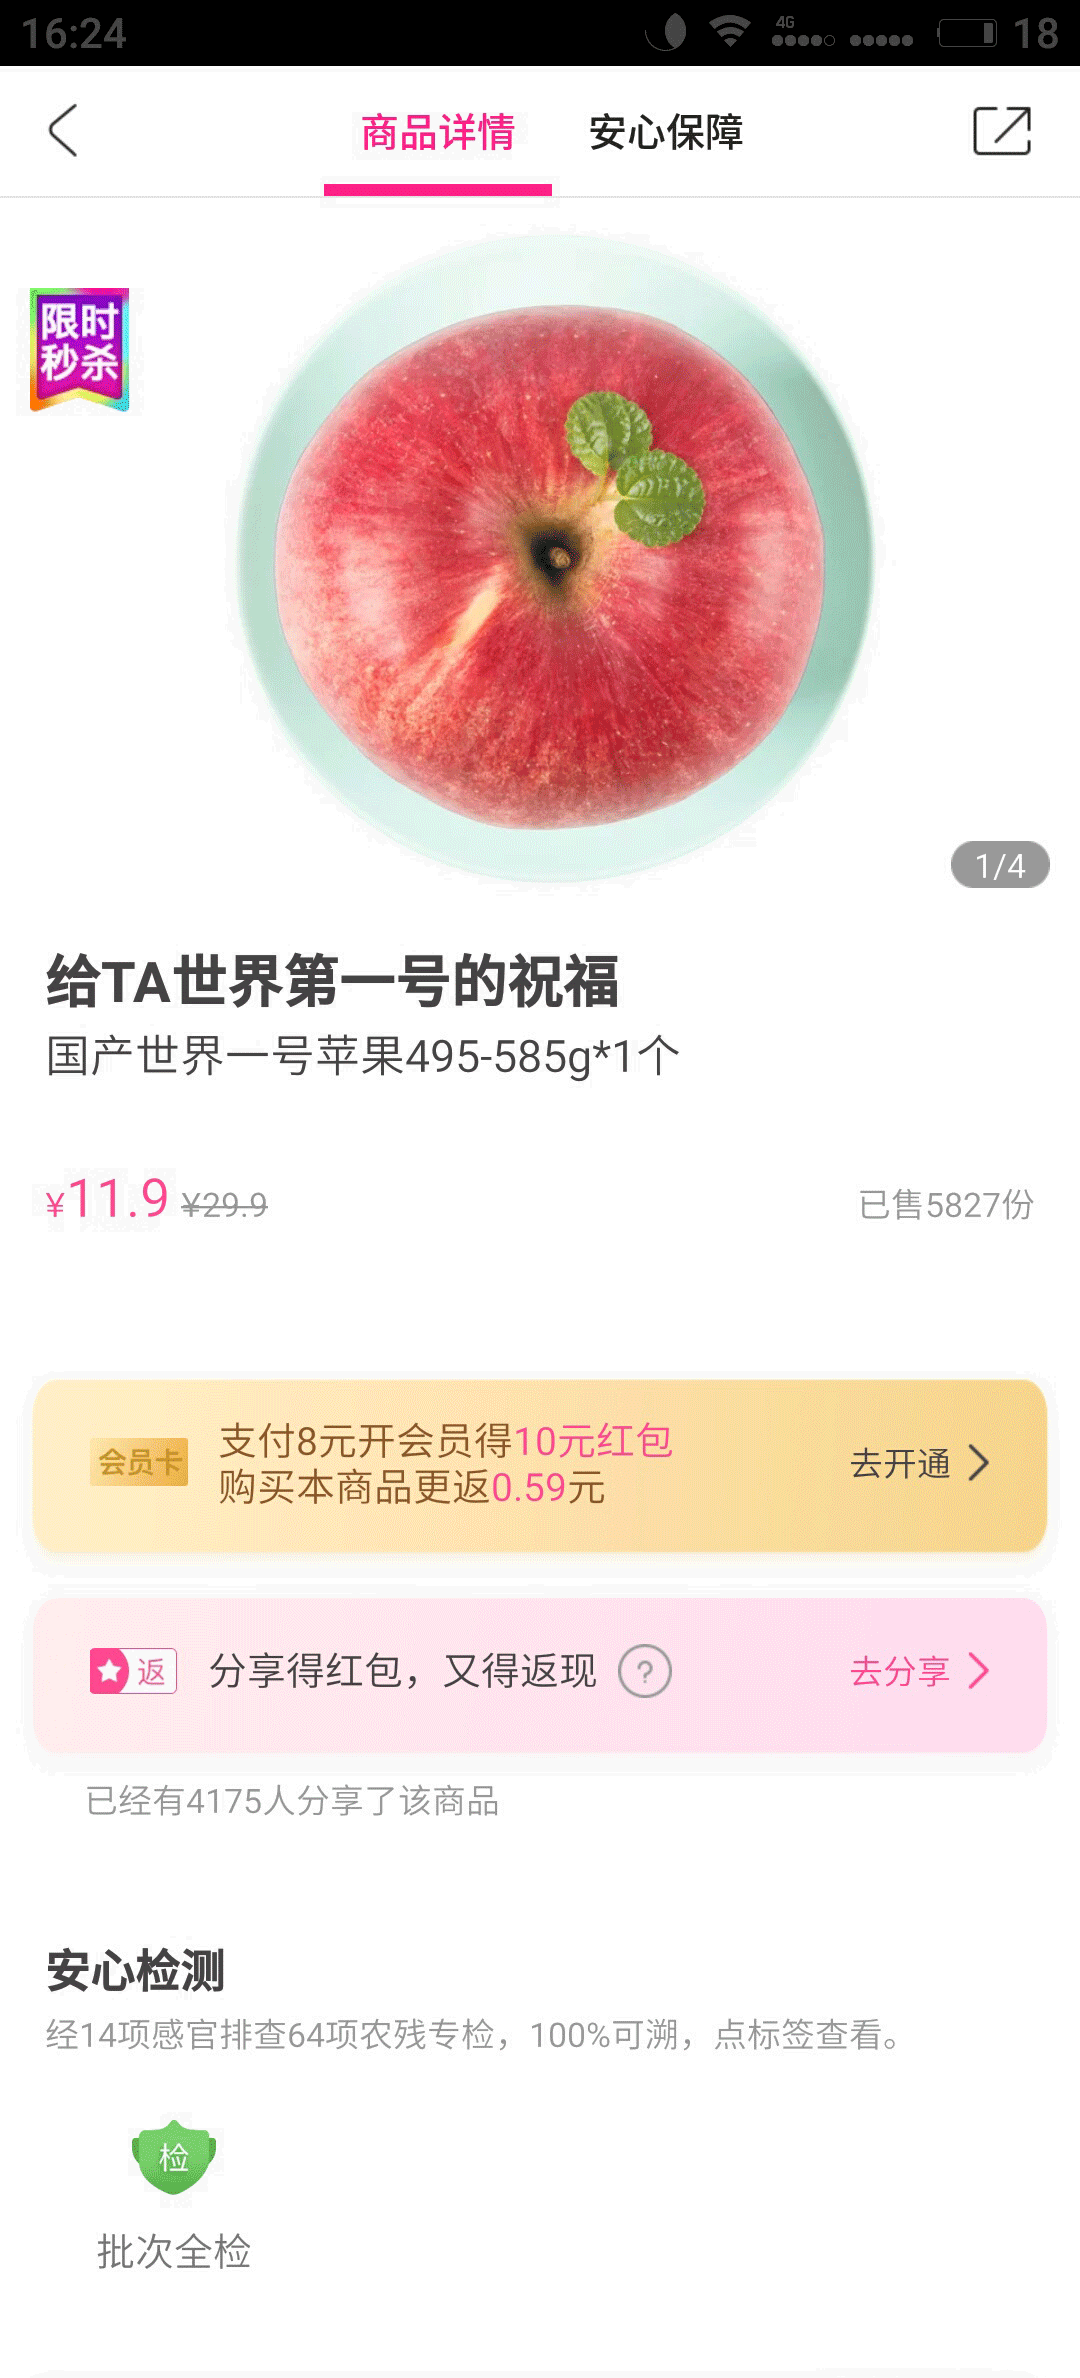 16:24
4G
18
商品详情
安心保障
限时
秒杀
1/4
给TA世界第一号的祝福
国产世界一号苹果495-585g*1个
¥11.9 ¥29.9
已售5827份
会员卡
支付8元开会员得10元红包
购买本商品更返0.59元
去开通
返
分享得红包，又得返现
?
去分享
已经有4175人分享了该商品
安心检测
经14项感官排查64项农残专检，100%可溯，点标签查看。
检
批次全检